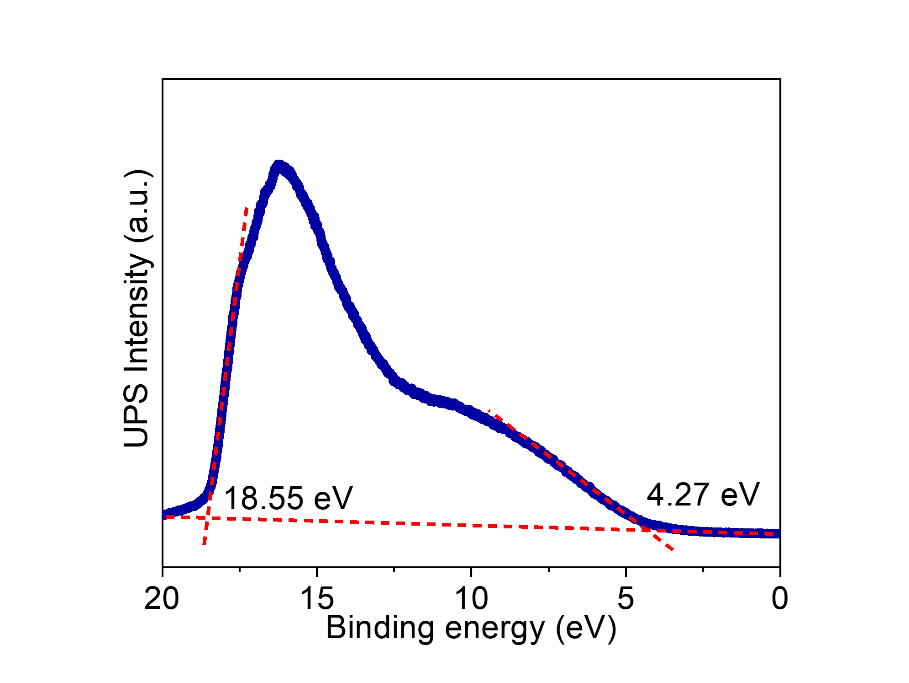 UPS Intensity (a.u.)
18.55 eV
4.27 eV
20 15 10 5 0
Binding energy (eV)